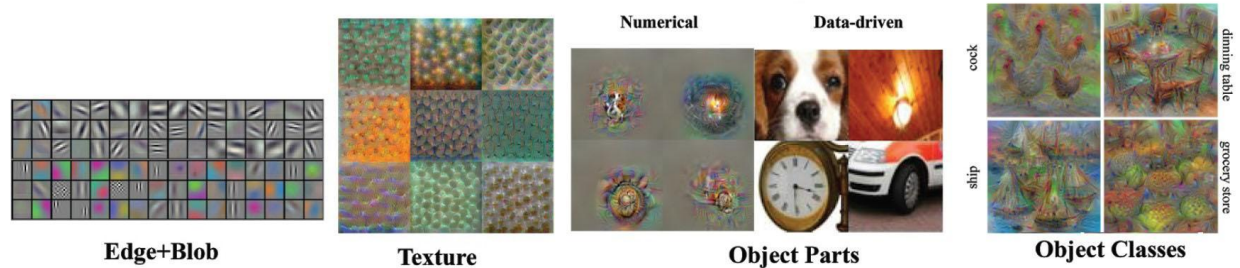 Numerical Data-driven
cock
dinning table
ship
grocery store
Edge+Blob
Texture
Object Parts
Object Classes